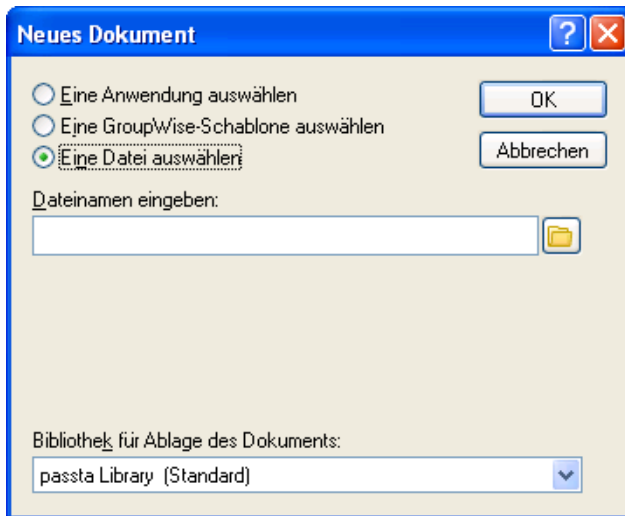 Neues Dokument
Eine Anwendung auswählen
OK
Eine GroupWise-Schablone auswählen
Eine Datei auswählen
Abbrechen
Dateinamen eingeben:
Bibliothek für Ablage des Dokuments:
passta Library (Standard)